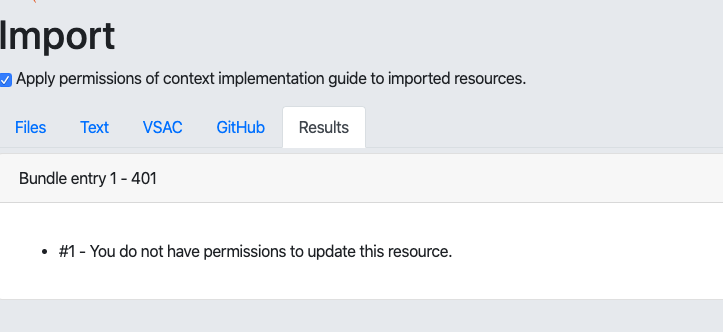 Import
Apply permissions of context implementation guide to imported resources.
Files Text VSAC GitHub Results
Bundle entry 1 - 401
#1 - You do not have permissions to update this resource.